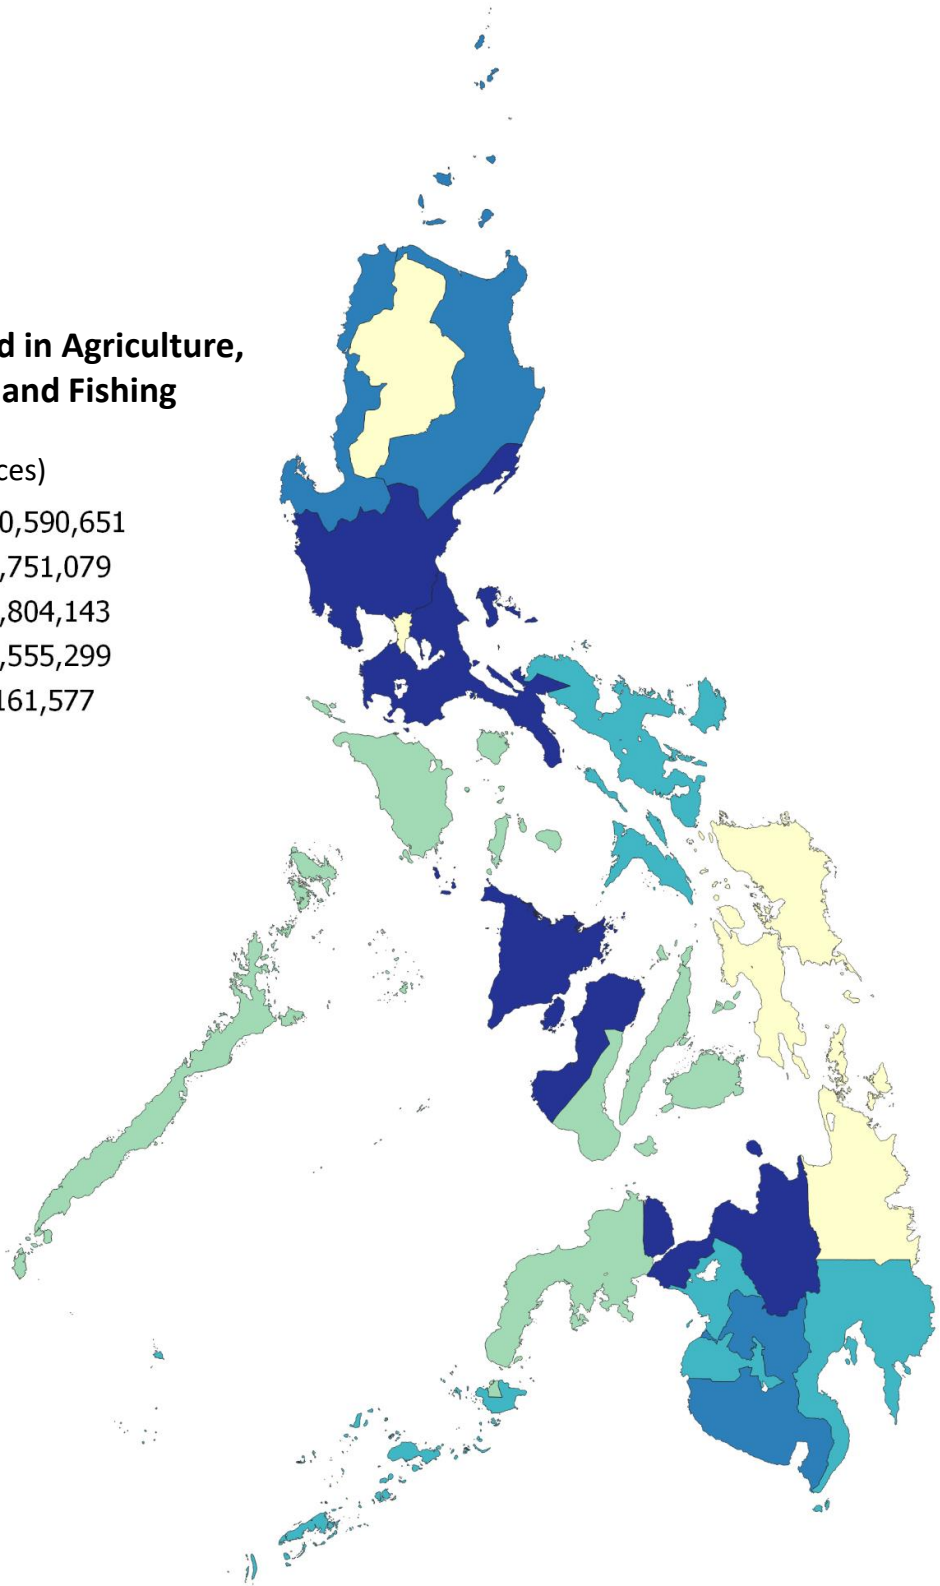 d in Agriculture,
and Fishing
ces)
0,590,651
,751,079
,804,143
,555,299
161,577